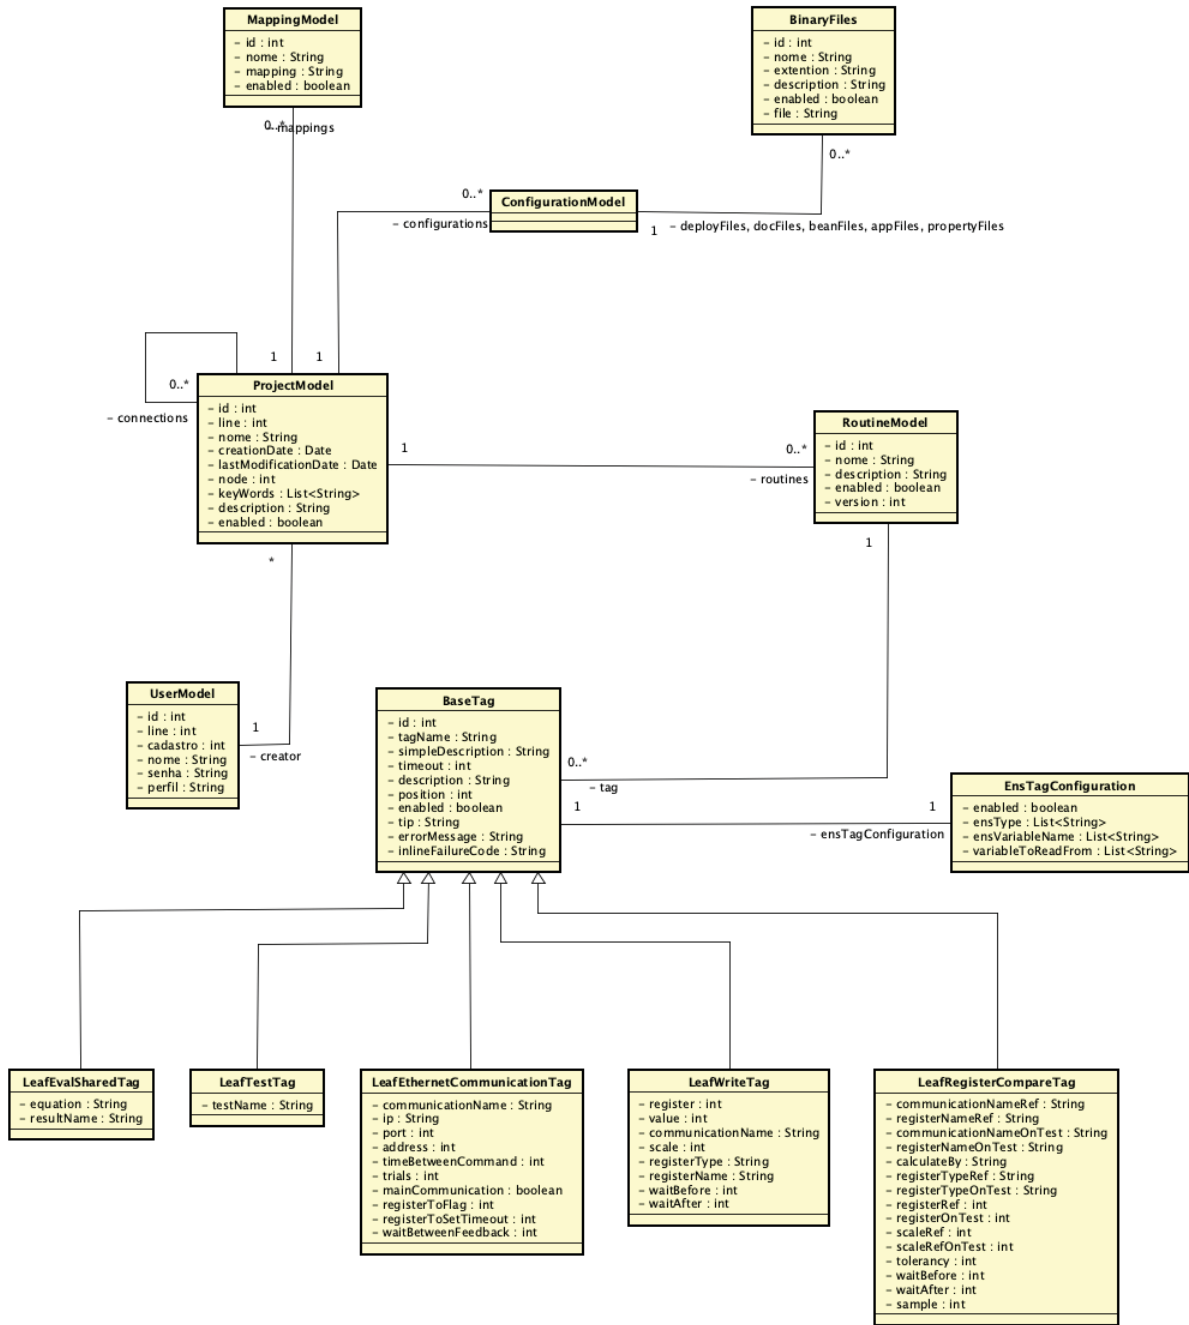 MappingModel
- id : int
- nome : String
- mapping : String
- enabled : boolean
BinaryFiles
- id : int
- nome : String
- extention : String
- description : String
- enabled : boolean
- file : String
0..*
- mappings
0..*
0..*
ConfigurationModel
- configurations
1
- deployFiles, docFiles, beanFiles, appFiles, propertyFiles
1
1
0..*
- connections
ProjectModel
- id : int
- line : int
- nome : String
- creationDate : Date
- lastModificationDate : Date
- node : int
- keyWords : List<String>
- description : String
- enabled : boolean
1
0..*
- routines
RoutineModel
- id : int
- nome : String
- description : String
- enabled : boolean
- version : int
*
1
UserModel
- id : int
- line : int
- cadastro : int
- nome : String
- senha : String
- perfil : String
1
- creator
BaseTag
- id : int
- tagName : String
- simpleDescription : String
- timeout : int
- description : String
- position : int
- enabled : boolean
- tip : String
- errorMessage : String
- inlineFailureCode : String
0..*
- tag
1
1
- ensTagConfiguration
EnsTagConfiguration
- enabled : boolean
- ensType : List<String>
- ensVariableName : List<String>
- variableToReadFrom : List<String>
LeafEvalSharedTag
- equation : String
- resultName : String
LeafTestTag
- testName : String
LeafEthernetCommunicationTag
- communicationName : String
- ip : String
- port : int
- address : int
- timeBetweenCommand : int
- trials : int
- mainCommunication : boolean
- registerToFlag : int
- registerToSetTimeout : int
- waitBetweenFeedback : int
LeafWriteTag
- register : int
- value : int
- communicationName : String
- scale : int
- registerType : String
- registerName : String
- waitBefore : int
- waitAfter : int
LeafRegisterCompareTag
- communicationNameRef : String
- registerNameRef : String
- communicationNameOnTest : String
- registerNameOnTest : String
- calculateBy : String
- registerTypeRef : String
- registerTypeOnTest : String
- registerRef : int
- registerOnTest : int
- scaleRef : int
- scaleRefOnTest : int
- tolerancy : int
- waitBefore : int
- waitAfter : int
- sample : int